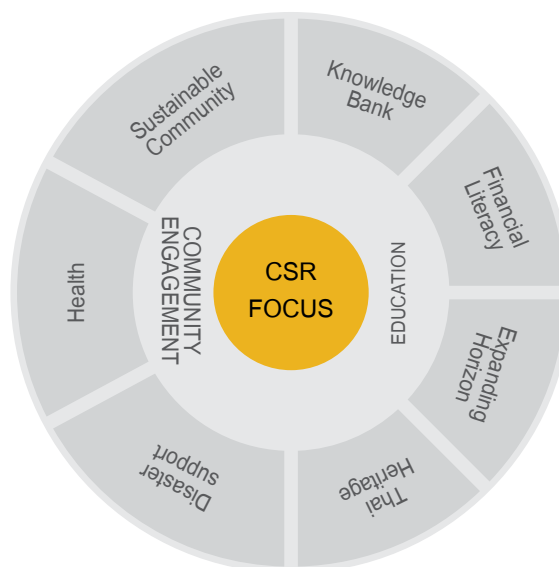 Sustainable
Community
Knowledge
Bank
Financial
Literacy
Expanding
Horizon
Thai
Heritage
Disaster
support
Health
COMMUNITY
ENGAGEMENT
CSR
FOCUS
EDUCATION